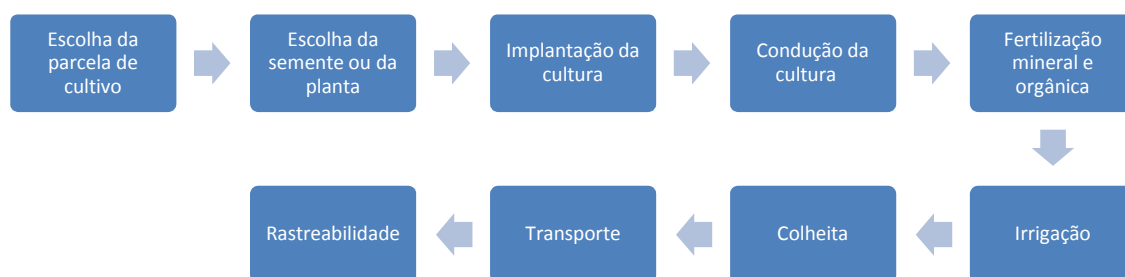 Escolha da
parcela de
cultivo
Escolha da
semente ou da
planta
Implantação da
cultura
Condução da
cultura
Fertilização
mineral e
orgânica
Irrigação
Colheita
Transporte
Rastreabilidade